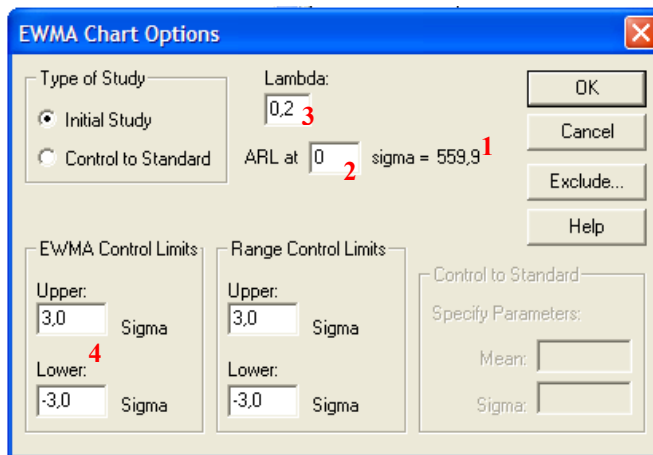 EWMA Chart Options
Type of Study
Initial Study
Control to Standard
Lambda:
0,2 3
ARL at 0 2 sigma = 559,9 1
OK
Cancel
Exclude...
Help
EWMA Control Limits
Upper:
3,0 Sigma
4
Lower:
-3,0 Sigma
Range Control Limits
Upper:
3,0 Sigma
Lower:
-3,0 Sigma
Control to Standard
Specify Parameters:
Mean:
Sigma: